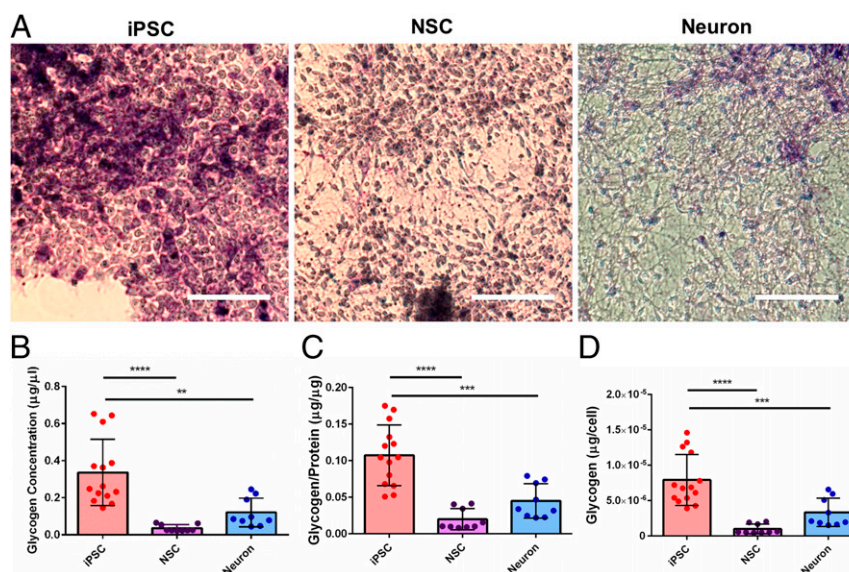 A
iPSC
NSC
Neuron
B
Glycogen Concentration (µg/µl)
0.8
0.6
0.4
0.2
0.0
****
**
iPSC
NSC
Neuron
C
Glycogen/Protein (µg/µg)
0.20
0.15
0.10
0.05
0.00
****
***
iPSC
NSC
Neuron
D
Glycogen (µg/cell)
2.0×10-5
1.5×10-5
1.0×10-5
5.0×10-6
0.0
****
***
iPSC
NSC
Neuron